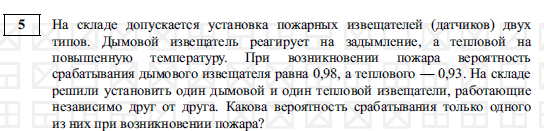 5 На складе допускается установка пожарных извещателей (датчиков) двух
типов. Дымовой извещатель реагирует на задымление, а тепловой на
повышенную температуру. При возникновении пожара вероятность
срабатывания дымового извещателя равна 0,98, а теплового — 0,93. На складе
решили установить один дымовой и один тепловой извещатели, работающие
независимо друг от друга. Какова вероятность срабатывания только одного
из них при возникновении пожара?